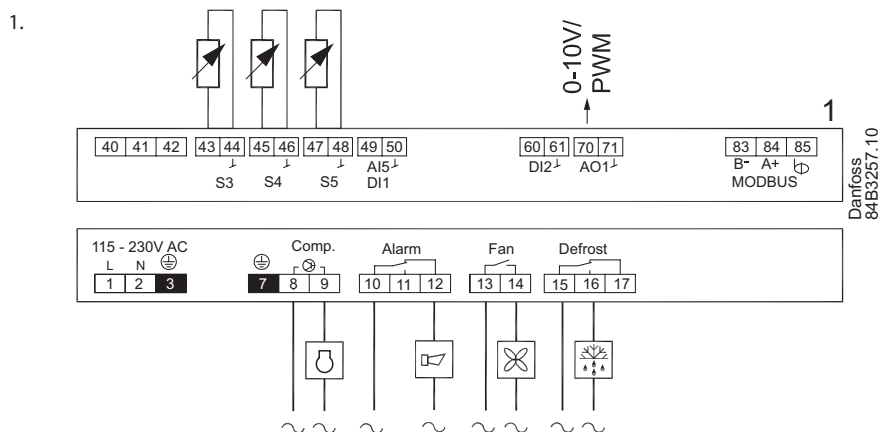 1.
0-10V/
PWM
1
40 41 42 43 44 45 46 47 48 49 50 60 61 70 71 83 84 85
S3 S4 S5 AI5 DI2 AO1 B- A+
DI1 MODBUS
Danfoss
84B3257.10
115 - 230V AC Comp. Alarm Fan Defrost
L N
1 2 3 7 8 9 10 11 12 13 14 15 16 17